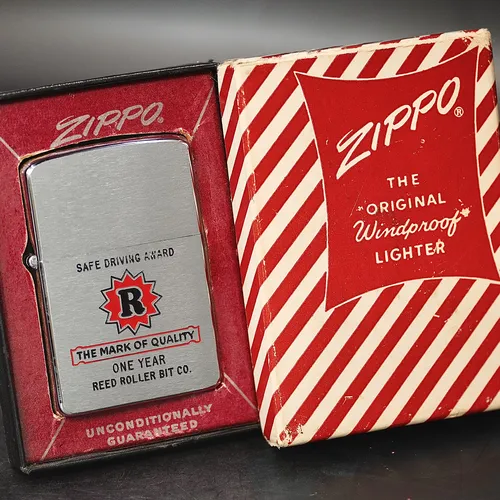 ZIPPO®
SAFE DRIVING AWARD
R
THE MARK OF QUALITY
ONE YEAR
REED ROLLER BIT CO.
UNCONDITIONALLY
GUARANTEED
ZIPPO®
THE
ORIGINAL
Windproof
LIGHTER